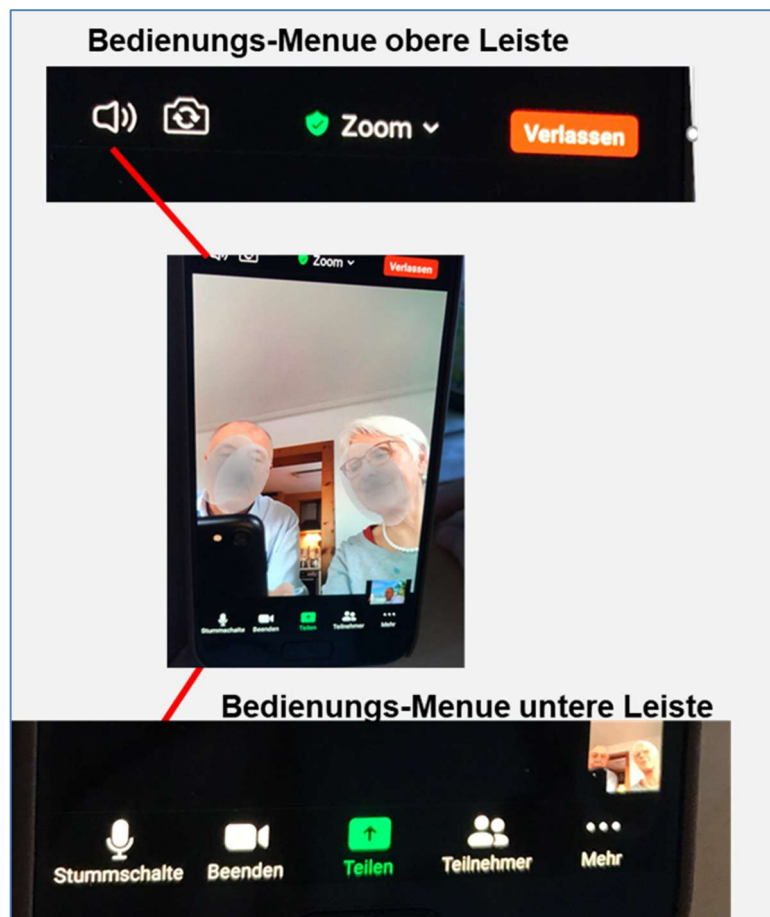 Bedienungs-Menue obere Leiste
Zoom
Verlassen
Zoom
Verlassen
Stummschalte
Beenden
Teilen
Teilnehmer
Mehr
Bedienungs-Menue untere Leiste
Stummschalte
Beenden
Teilen
Teilnehmer
Mehr